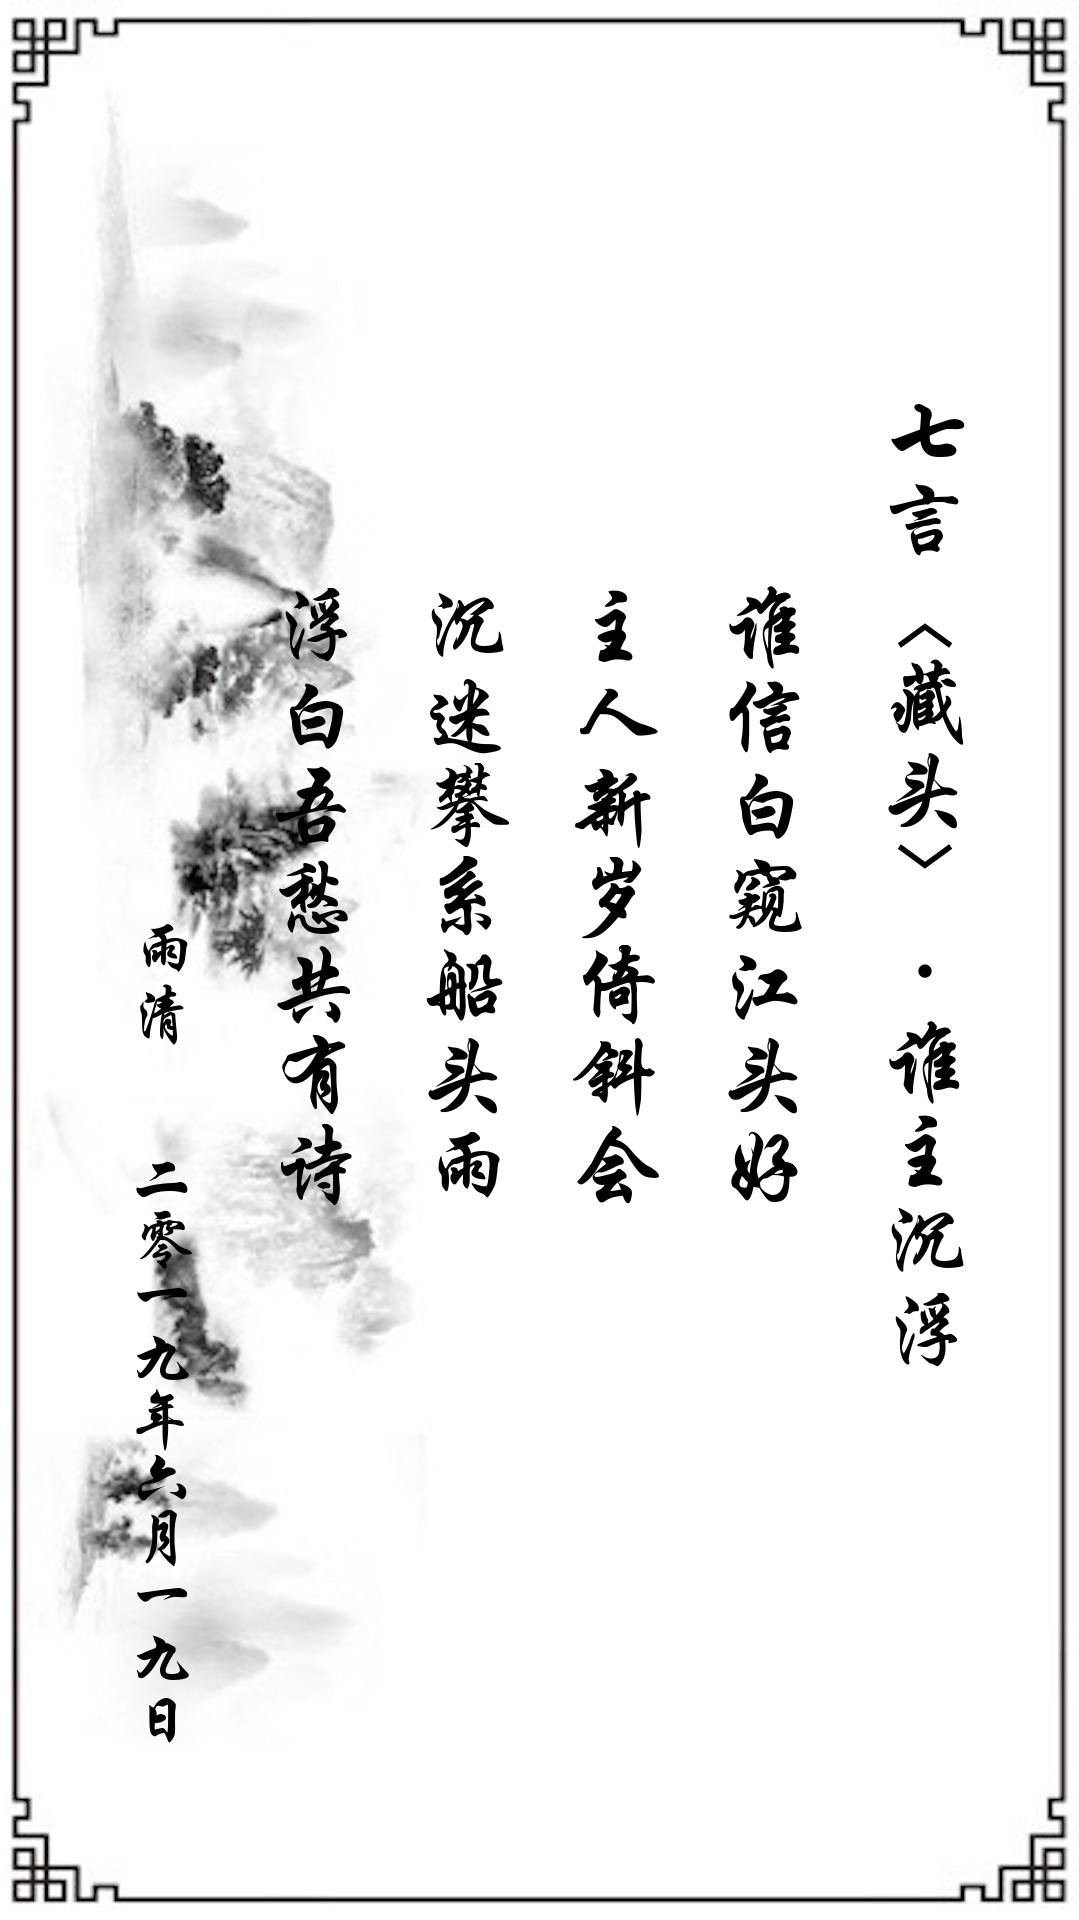 七言〈藏头〉·谁主沉浮
谁信白窥江头好
主人新岁倚斜会
沉迷攀系船头雨
浮白吾愁共有诗
雨清 二零一九年六月一九日